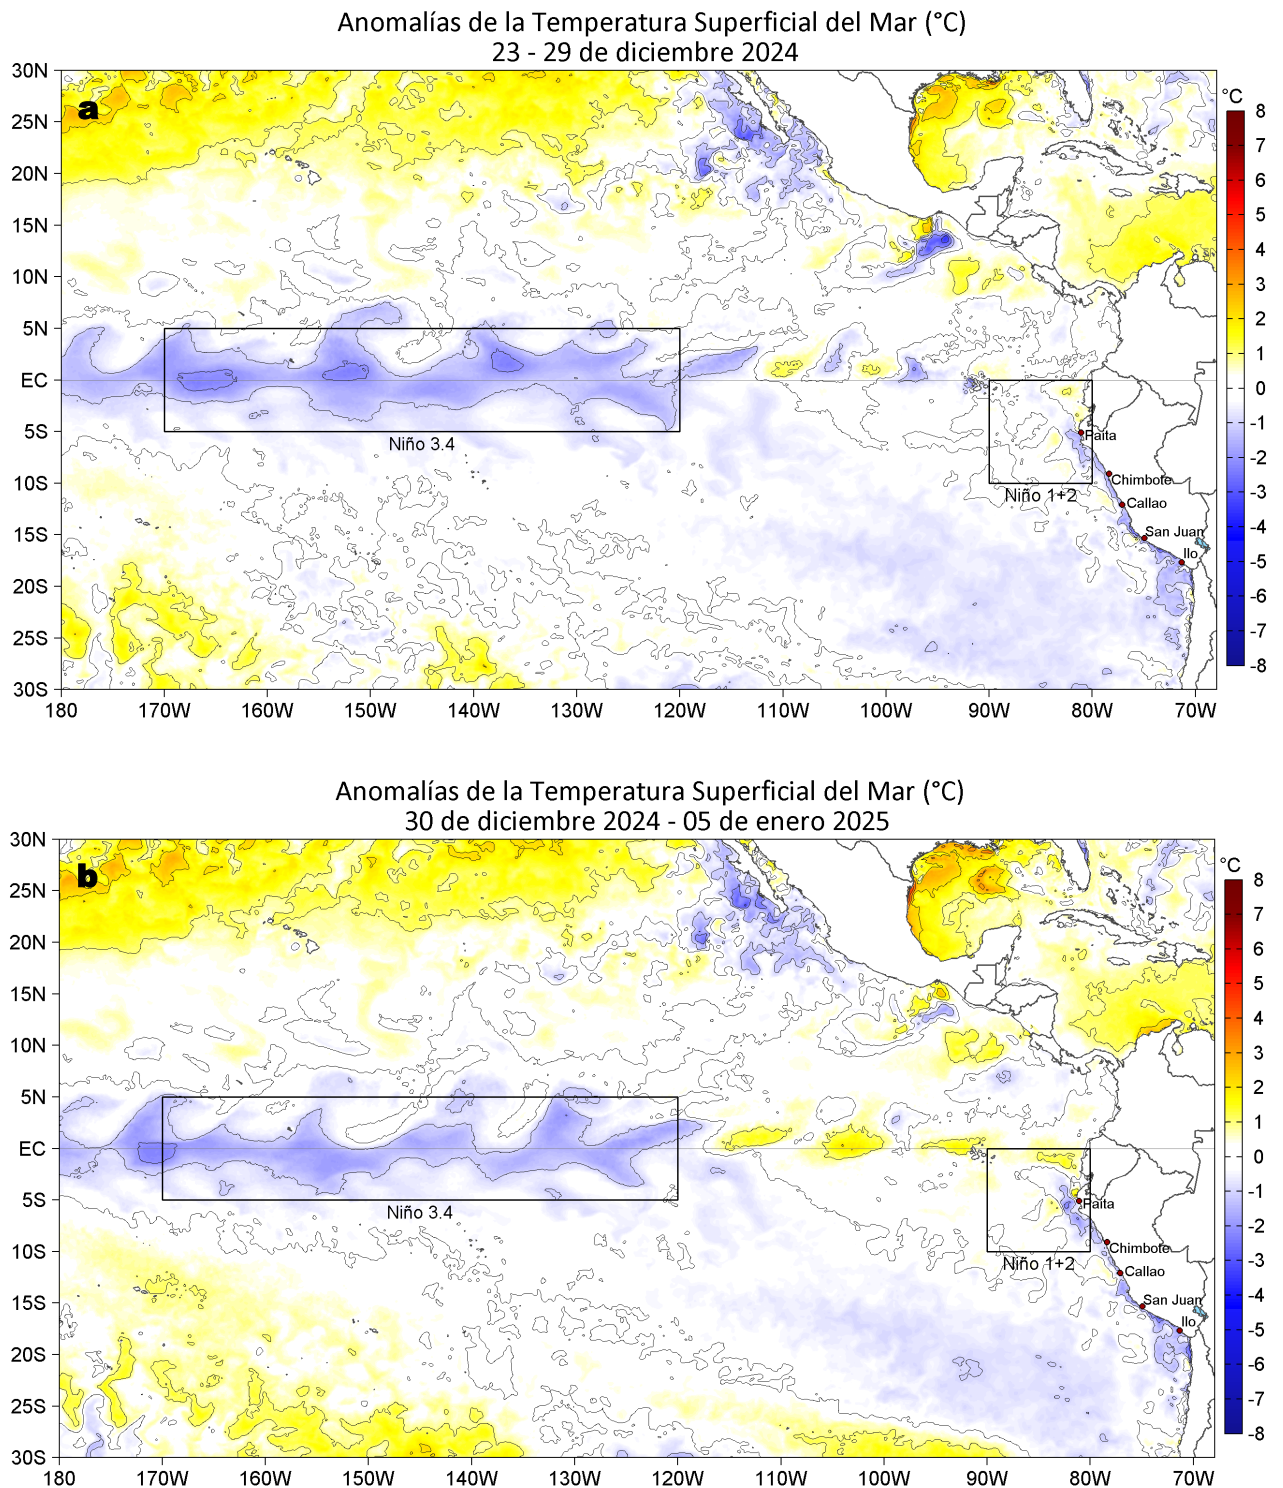 Anomalías de la Temperatura Superficial del Mar (°C)
23 - 29 de diciembre 2024
30N
25N
20N
15N
10N
5N
EC
5S
10S
15S
20S
25S
30S
a
Niño 3.4
Niño 1+2
Paita
Chimbote
Callao
San Juan
Ilo
180 170W 160W 150W 140W 130W 120W 110W 100W 90W 80W 70W
°C
8
7
6
5
4
3
2
1
0
-1
-2
-3
-4
-5
-6
-7
-8
Anomalías de la Temperatura Superficial del Mar (°C)
30 de diciembre 2024 - 05 de enero 2025
30N
25N
20N
15N
10N
5N
EC
5S
10S
15S
20S
25S
30S
b
Niño 3.4
Niño 1+2
Paita
Chimbote
Callao
San Juan
Ilo
180 170W 160W 150W 140W 130W 120W 110W 100W 90W 80W 70W
°C
8
7
6
5
4
3
2
1
0
-1
-2
-3
-4
-5
-6
-7
-8